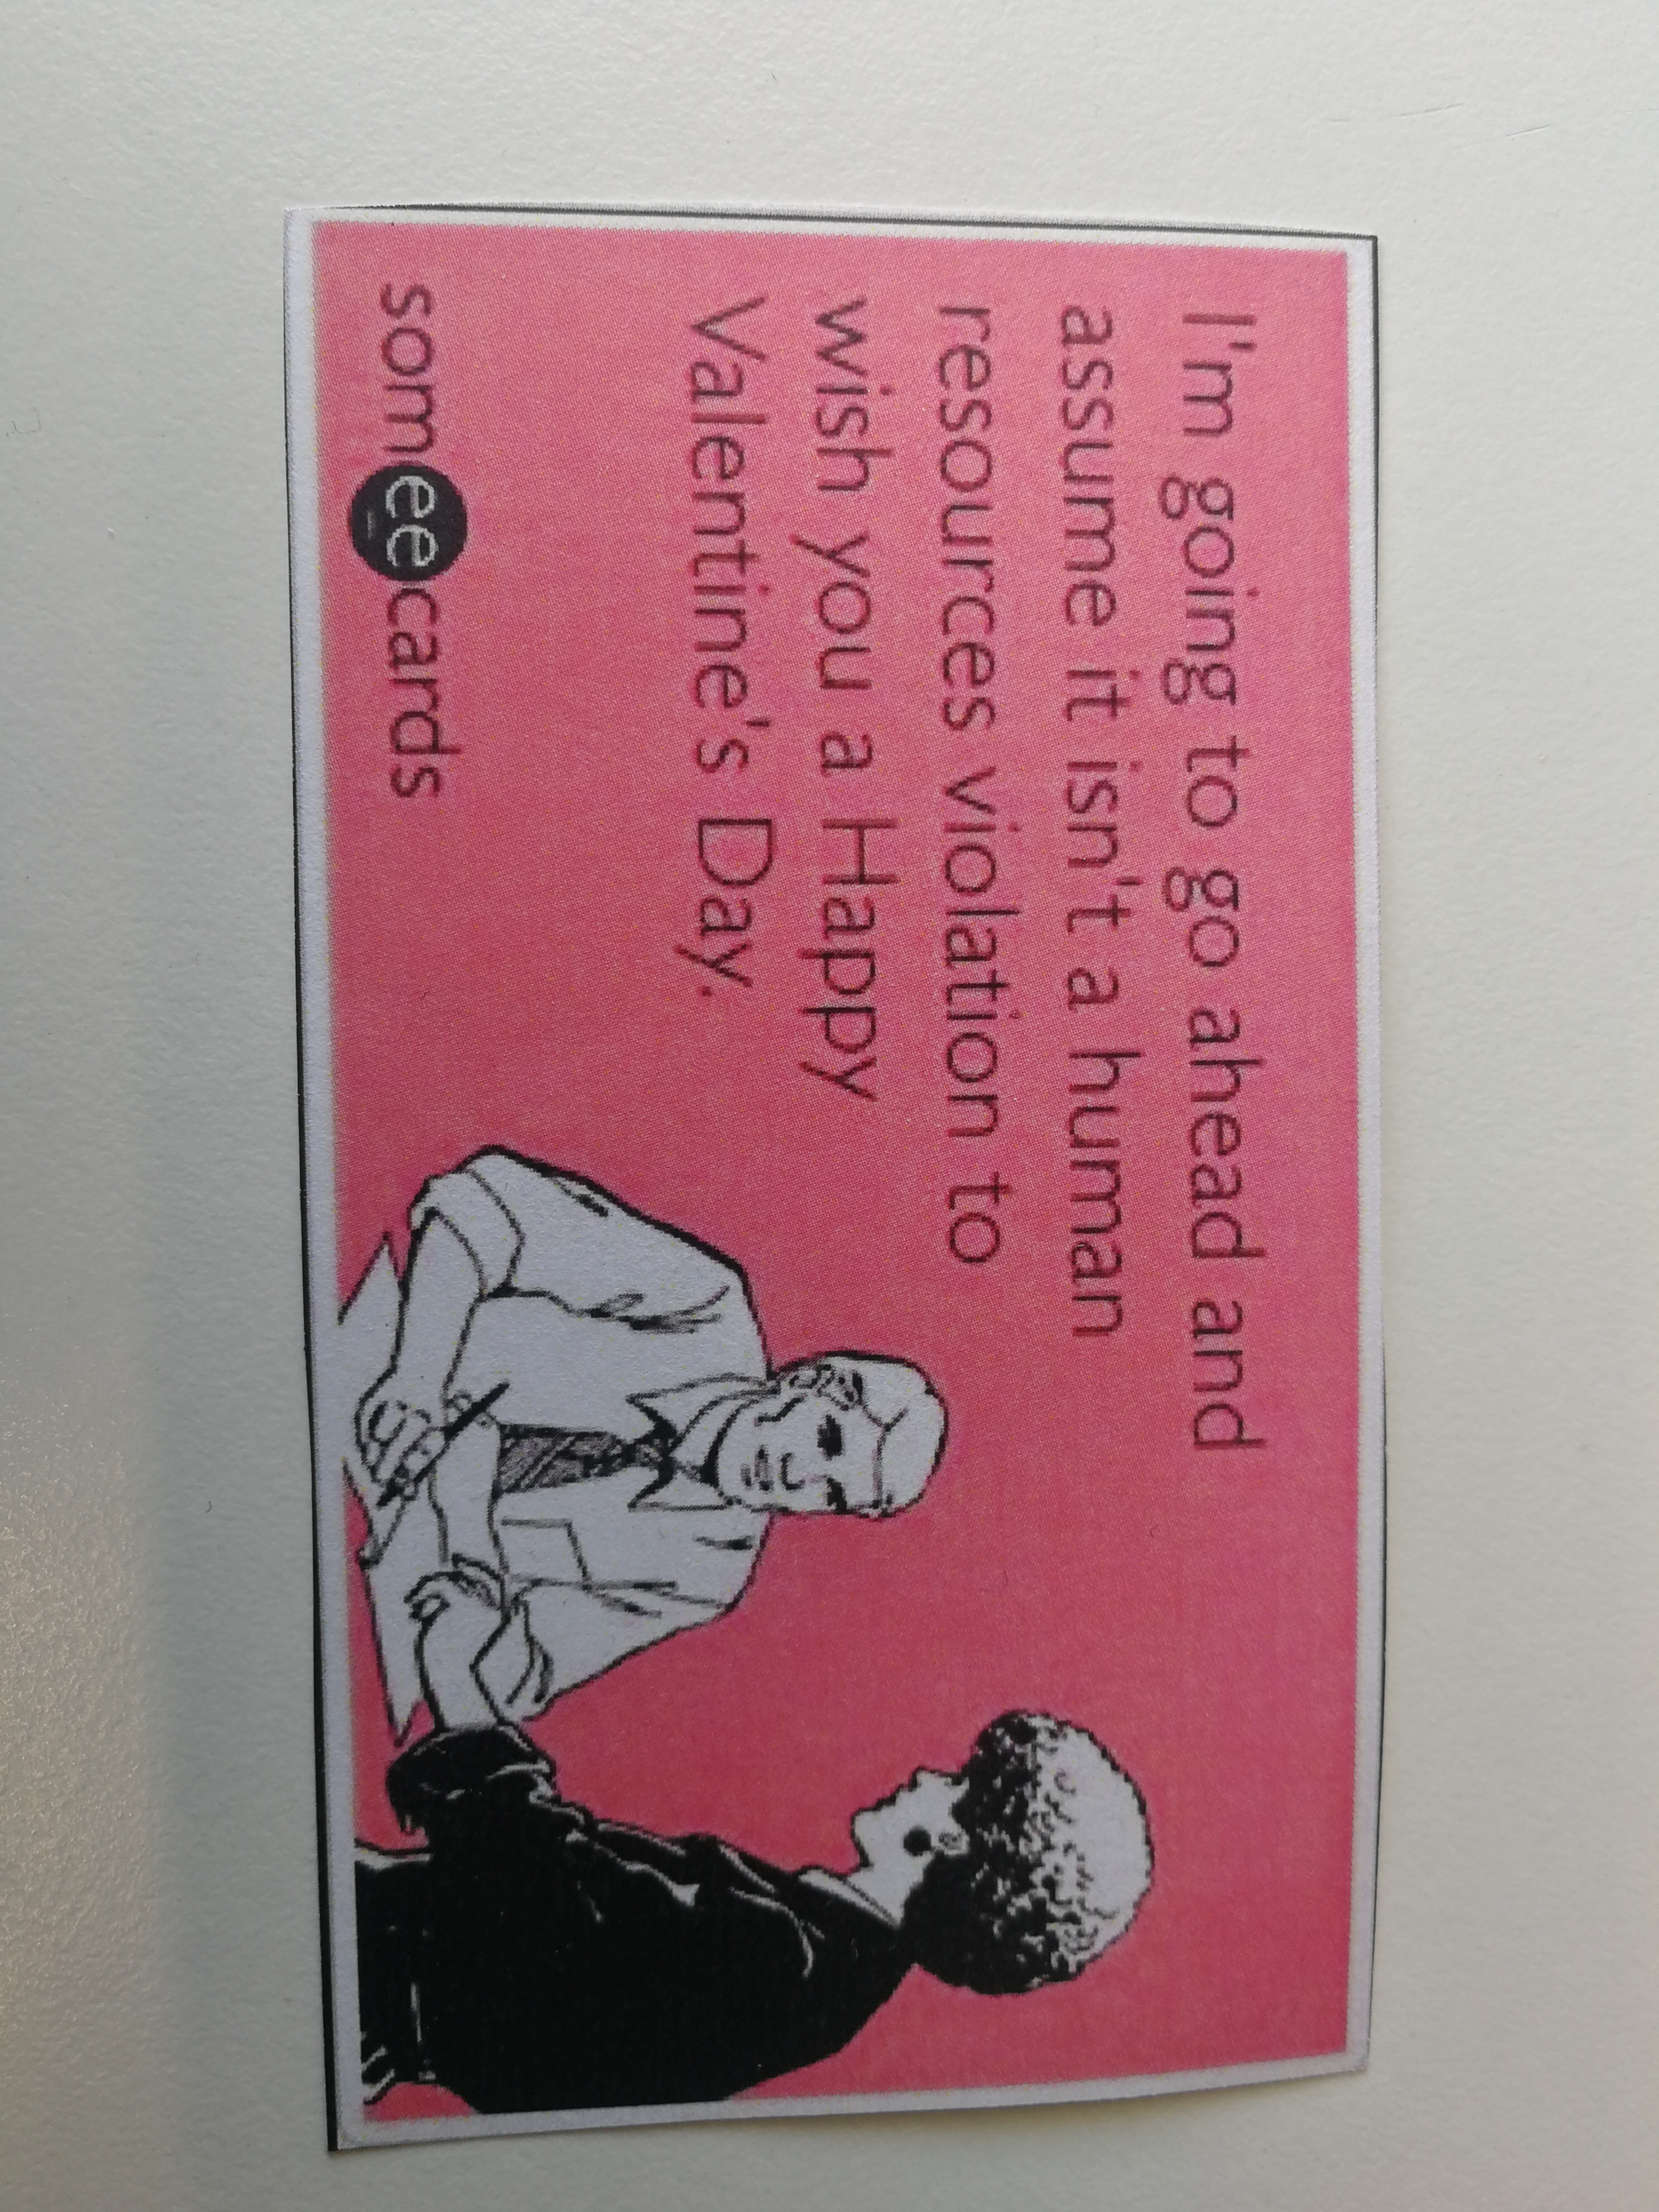 I'm going to go ahead and
assume it isn't a human
resources violation to
wish you a Happy
Valentine's Day.
someecards